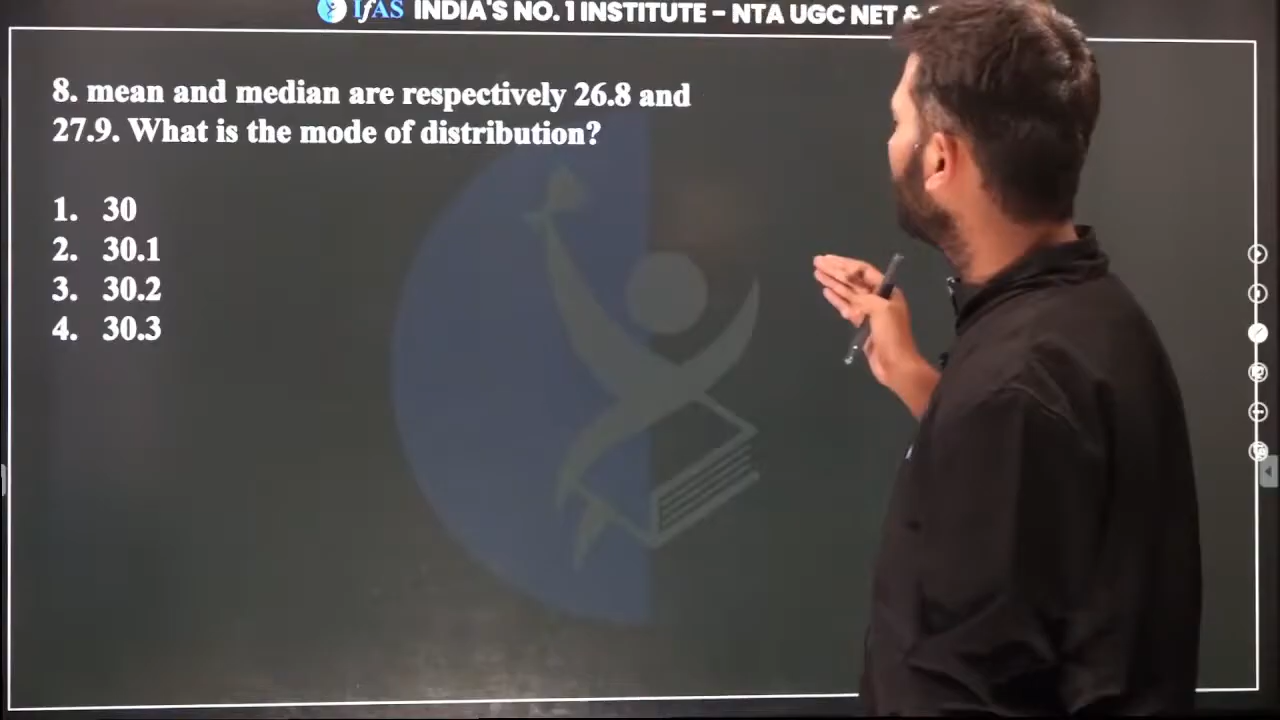 IfAS INDIA'S NO. 1 INSTITUTE – NTA UGC NET &
8. mean and median are respectively 26.8 and
27.9. What is the mode of distribution?
1. 30
2. 30.1
3. 30.2
4. 30.3